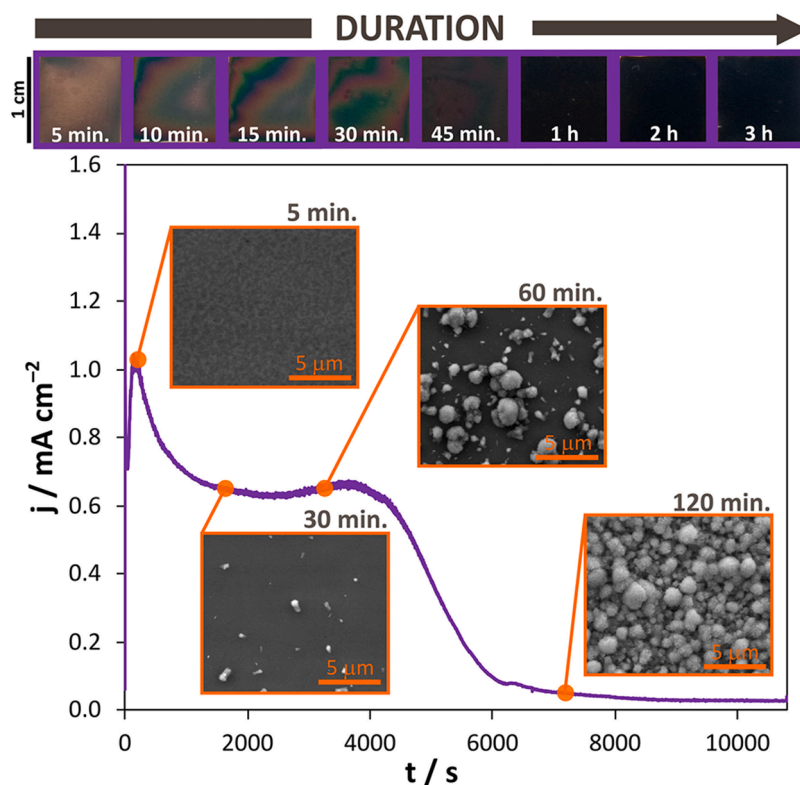 DURATION
1 cm
5 min. 10 min. 15 min. 30 min. 45 min. 1 h 2 h 3 h
j / mA cm⁻²
1.6
1.4
1.2
1.0
0.8
0.6
0.4
0.2
0.0
5 min.
5 μm
60 min.
5 μm
30 min.
5 μm
120 min.
5 μm
0 2000 4000 6000 8000 10000
t / s